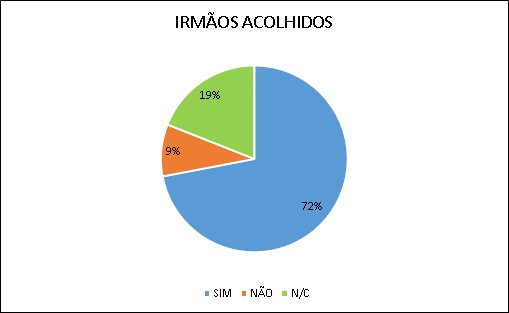 IRMÃOS ACOLHIDOS
19%
9%
72%
SIM NÃO N/C